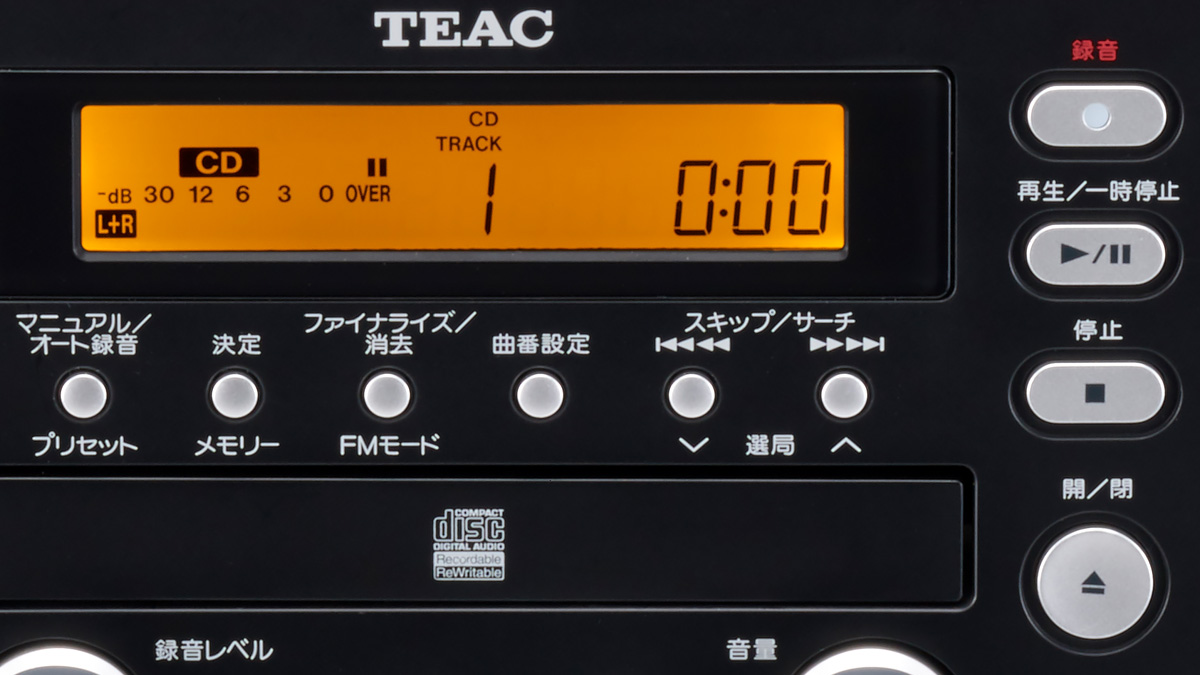 TEAC
録音
CD
TRACK
CD
-dB 30 12 6 3 0 OVER
L+R
1
0:00
再生/一時停止
停止
マニュアル/
オート録音
決定
ファイナライズ/
消去
曲番設定
スキップ/サーチ
プリセット
メモリー
FMモード
選局
開/閉
COMPACT
disc
DIGITAL AUDIO
Recordable
ReWritable
録音レベル
音量